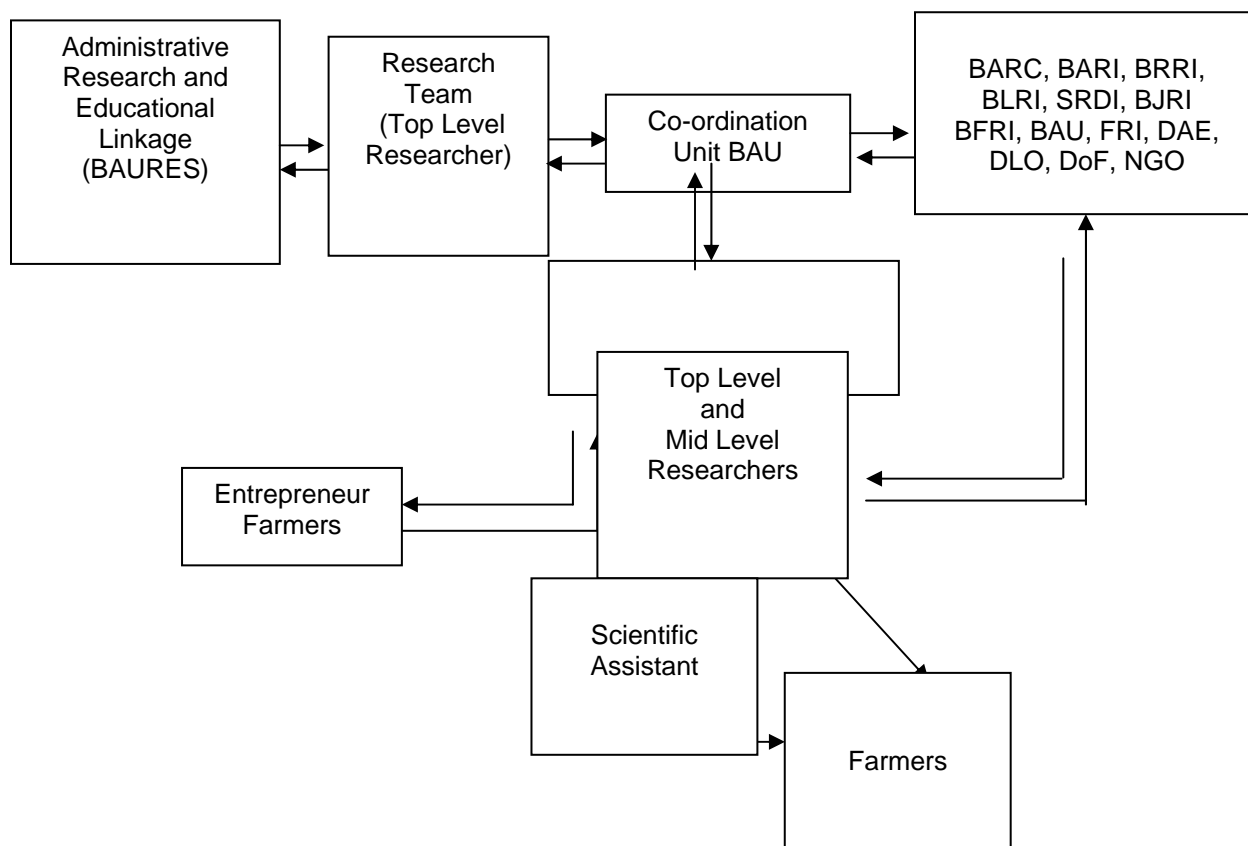 Administrative
Research and
Educational
Linkage
(BAURES)
Research
Team
(Top Level
Researcher)
Co-ordination
Unit BAU
BARC, BARI, BRRI,
BLRI, SRDI, BJRI
BFRI, BAU, FRI, DAE,
DLO, DoF, NGO
Top Level
and
Mid Level
Researchers
Entrepreneur
Farmers
Scientific
Assistant
Farmers